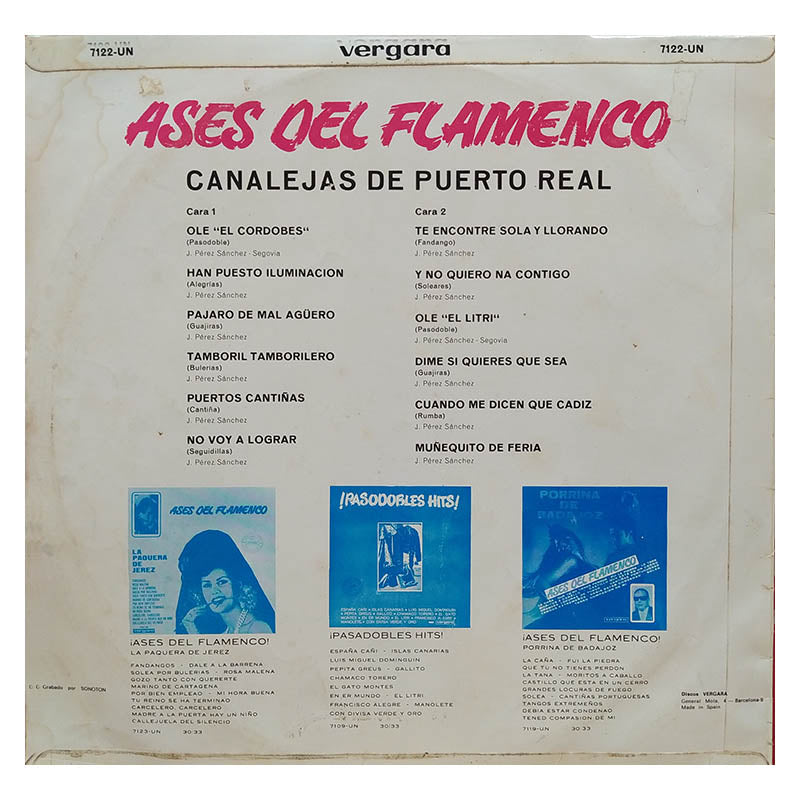 7122-UN
vergara
7122-UN
ASES DEL FLAMENCO
CANALEJAS DE PUERTO REAL
Cara 1
OLE "EL CORDOBES"
(Pasodoble)
J. Pérez Sánchez - Segovia
HAN PUESTO ILUMINACION
(Alegrías)
J. Pérez Sánchez
PAJARO DE MAL AGÜERO
(Guajiras)
J. Pérez Sánchez
TAMBORIL TAMBORILERO
(Bulerias)
J. Pérez Sánchez
PUERTOS CANTIÑAS
(Cantiña)
J. Pérez Sánchez
NO VOY A LOGRAR
(Seguidillas)
J. Pérez Sánchez
Cara 2
TE ENCONTRE SOLA Y LLORANDO
(Fandango)
J. Pérez Sánchez
Y NO QUIERO NA CONTIGO
(Soleares)
J. Pérez Sánchez
OLE "EL LITRI"
(Pasodoble)
J. Pérez Sánchez - Segovia
DIME SI QUIERES QUE SEA
(Guajiras)
J. Pérez Sánchez
CUANDO ME DICEN QUE CADIZ
(Rumba)
J. Pérez Sánchez
MUÑEQUITO DE FERIA
J. Pérez Sánchez
ASES DEL FLAMENCO
LA
PAQUERA
DE
JEREZ
¡PASODOBLES HITS!
PORRINA
DE
BADAJOZ
ASES DEL FLAMENCO
¡ASES DEL FLAMENCO!
LA PAQUERA DE JEREZ
FANDANGOS - DALE A LA BARRENA
SOLEA POR BULERIAS - ROSA MALENA
GOZO TANTO CON QUERERTE
MARINO DE CARTAGENA
POR BIEN EMPLEADO - MI HORA BUENA
TU REINO SE HA TERMINAO
CARCELERO, CARCELERO
MADRE A LA PUERTA HAY UN NIÑO
CALLEJUELA DEL SILENCIO
7123-UN 30/33
¡PASADOBLES HITS!
ESPAÑA CAÑI - ISLAS CANARIAS
LUIS MIGUEL DOMINGUIN
PEPITA GREUS - GALLITO
CHAMACO TORERO
EL GATO MONTES
EN ER MUNDO - EL LITRI
FRANCISCO ALEGRE - MANOLETE
CON DIVISA VERDE Y ORO
7109-UN 30/33
¡ASES DEL FLAMENCO!
PORRINA DE BADAJOZ
LA CAÑA - FUI LA PIEDRA
QUE TU NO TIENES PERDON
LA TANA - MORITOS A CABALLO
CASTILLO QUE ESTA EN UN CERRO
GRANDES LOCURAS DE FUEGO
SOLEA - CANTIÑAS PORTUGUESAS
TANGOS EXTREMEÑOS
DEBIA ESTAR CONDENAO
TENED COMPASION DE MI
7119-UN 30/33
Grabado por SONOTON
Discos VERGARA
General Mola, 4 — Barcelona-9
Made in Spain